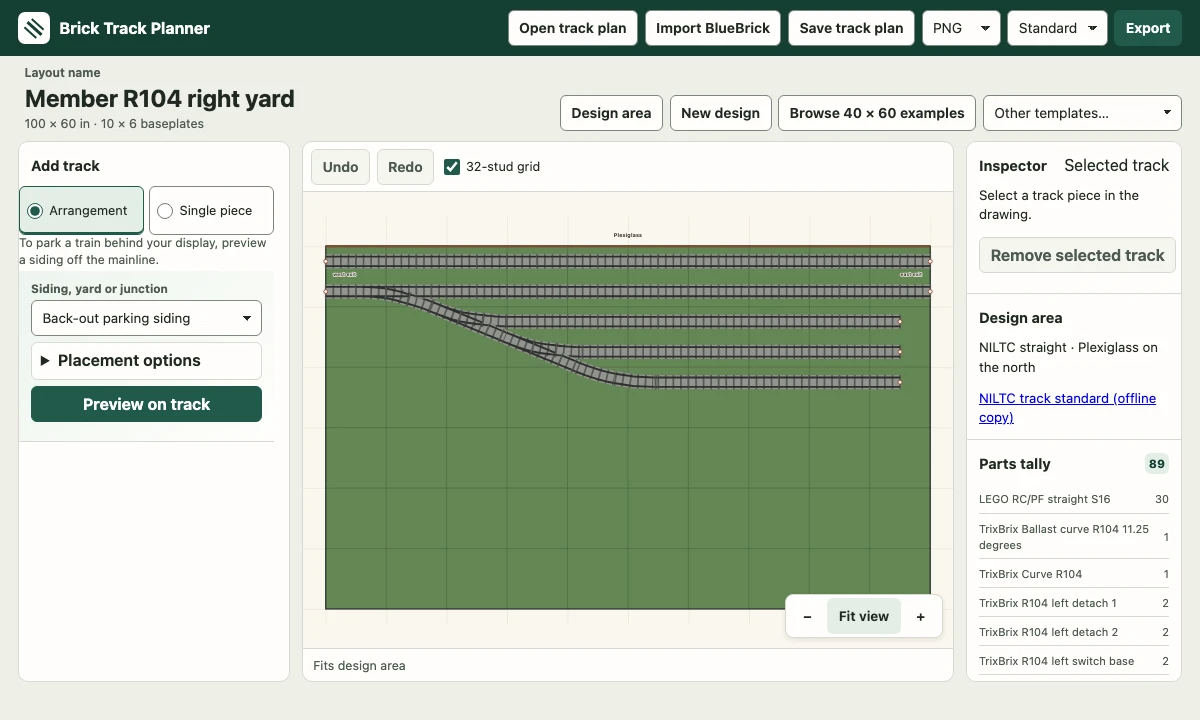 Brick Track Planner
Open track plan
Import BlueBrick
Save track plan
PNG
Standard
Export
Layout name
Member R104 right yard
100 × 60 in · 10 × 6 baseplates
Design area
New design
Browse 40 × 60 examples
Other templates...
Add track
Arrangement
Single piece
To park a train behind your display, preview
a siding off the mainline.
Siding, yard or junction
Back-out parking siding
Placement options
Preview on track
Undo
Redo
32-stud grid
Plexiglass
west exit
east exit
−
Fit view
+
Fits design area
Inspector
Selected track
Select a track piece in the
drawing.
Remove selected track
Design area
NILTC straight · Plexiglass on
the north
NILTC track standard (offline
copy)
Parts tally
89
LEGO RC/PF straight S16
30
TrixBrix Ballast curve R104 11.25
degrees
1
TrixBrix Curve R104
1
TrixBrix R104 left detach 1
2
TrixBrix R104 left detach 2
2
TrixBrix R104 left switch base
2